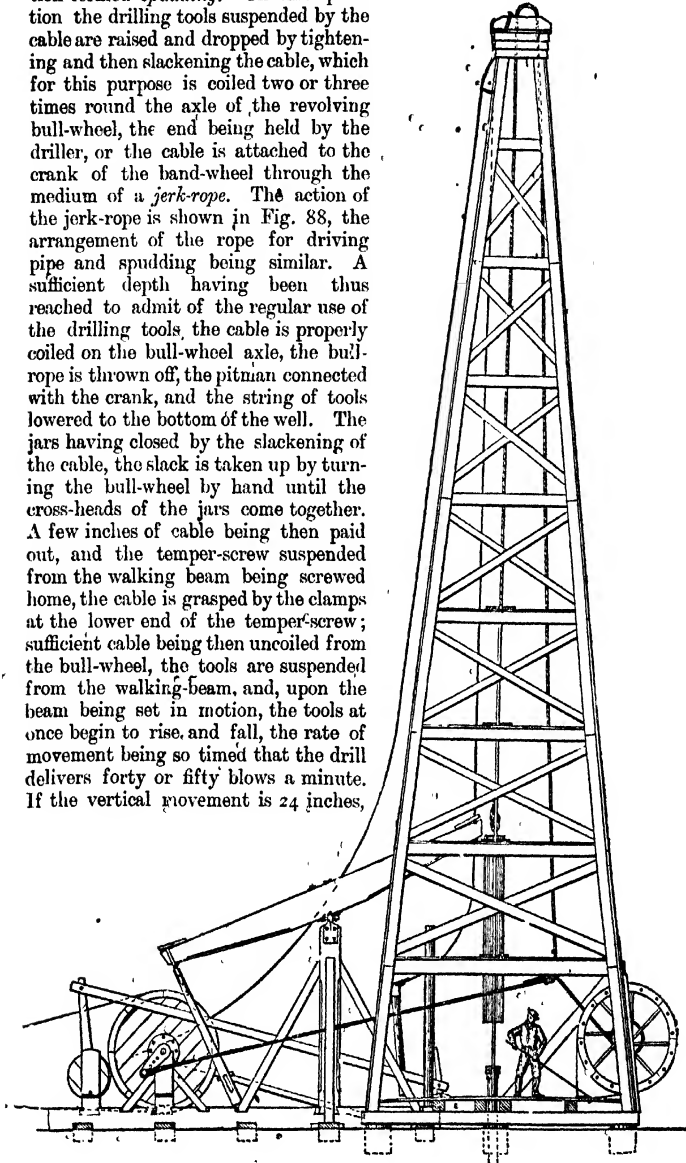 tion the drilling tools suspended by the
cable are raised and dropped by tighten-
ing and then slackening the cable, which
for this purpose is coiled two or three
times round the axle of the revolving
bull-wheel, the end being held by the
driller, or the cable is attached to the
crank of the band-wheel through the
medium of a jerk-rope. The action of
the jerk-rope is shown in Fig. 88, the
arrangement of the rope for driving
pipe and spudding being similar. A
sufficient depth having been thus
reached to admit of the regular use of
the drilling tools, the cable is properly
coiled on the bull-wheel axle, the bull-
rope is thrown off, the pitman connected
with the crank, and the string of tools
lowered to the bottom of the well. The
jars having closed by the slackening of
the cable, the slack is taken up by turn-
ing the bull-wheel by hand until the
cross-heads of the jars come together.
A few inches of cable being then paid
out, and the temper-screw suspended
from the walking beam being screwed
home, the cable is grasped by the clamps
at the lower end of the temper-screw;
sufficient cable being then uncoiled from
the bull-wheel, the tools are suspended
from the walking-beam, and, upon the
beam being set in motion, the tools at
once begin to rise, and fall, the rate of
movement being so timed that the drill
delivers forty or fifty blows a minute.
If the vertical movement is 24 inches,